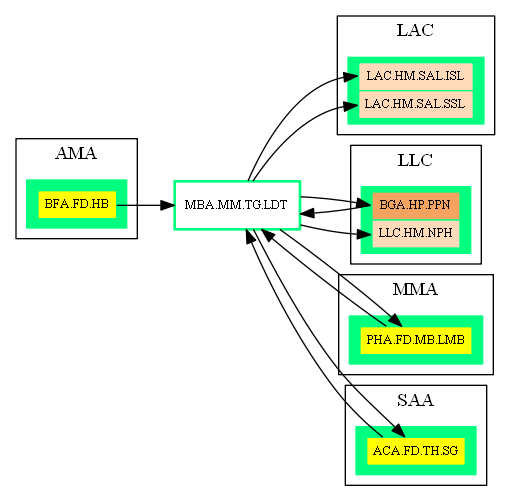 LAC
LAC.HM.SAL.ISL
LAC.HM.SAL.SSL
AMA
BFA.FD.HB
MBA.MM.TG.LDT
LLC
BGA.HP.PPN
LLC.HM.NPH
MMA
PHA.FD.MB.LMB
SAA
ACA.FD.TH.SG